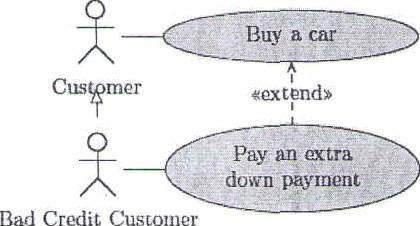 Buy a car
Customer
«extend»
Pay an extra
down payment
Bad Credit Customer